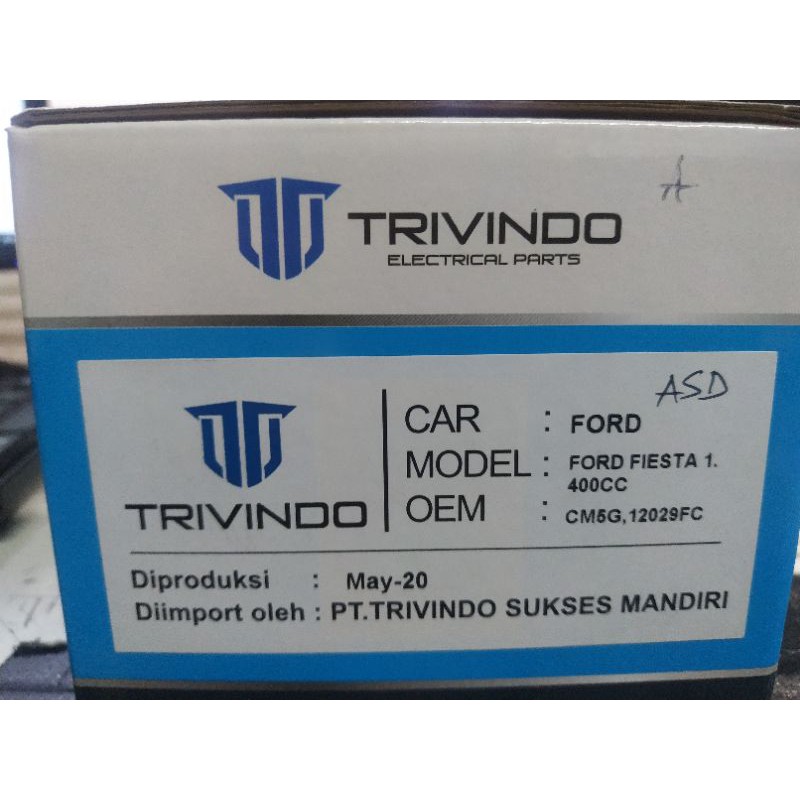 A
TRIVINDO
ELECTRICAL PARTS
ASD
CAR : FORD
MODEL : FORD FIESTA 1.
400CC
OEM : CM5G,12029FC
TRIVINDO
Diproduksi : May-20
Diimport oleh : PT.TRIVINDO SUKSES MANDIRI